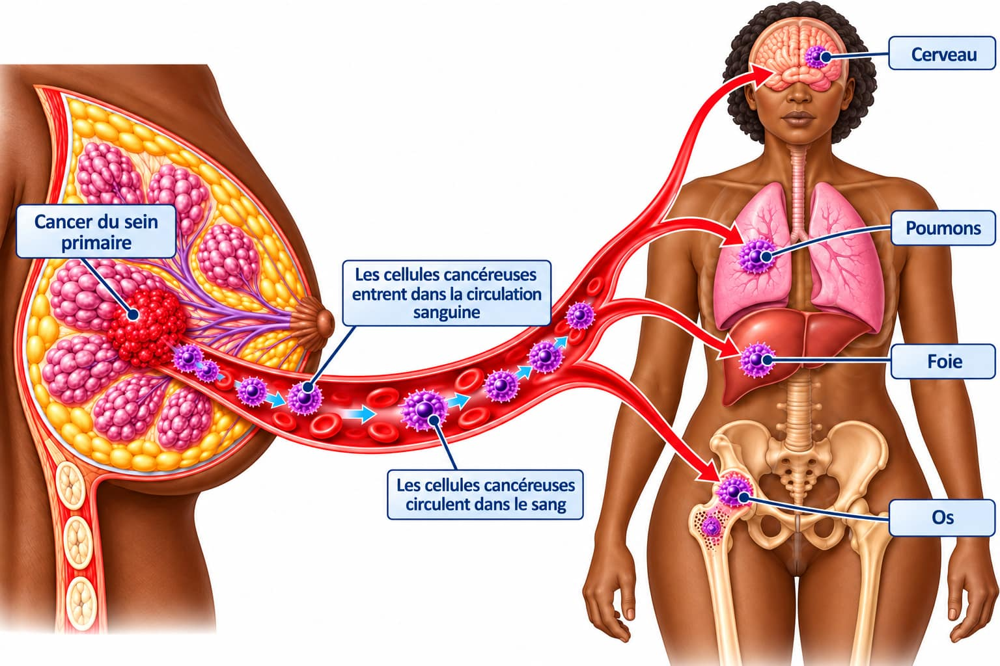 Cancer du sein
primaire
Les cellules cancéreuses
entrent dans la circulation
sanguine
Les cellules cancéreuses
circulent dans le sang
Cerveau
Poumons
Foie
Os